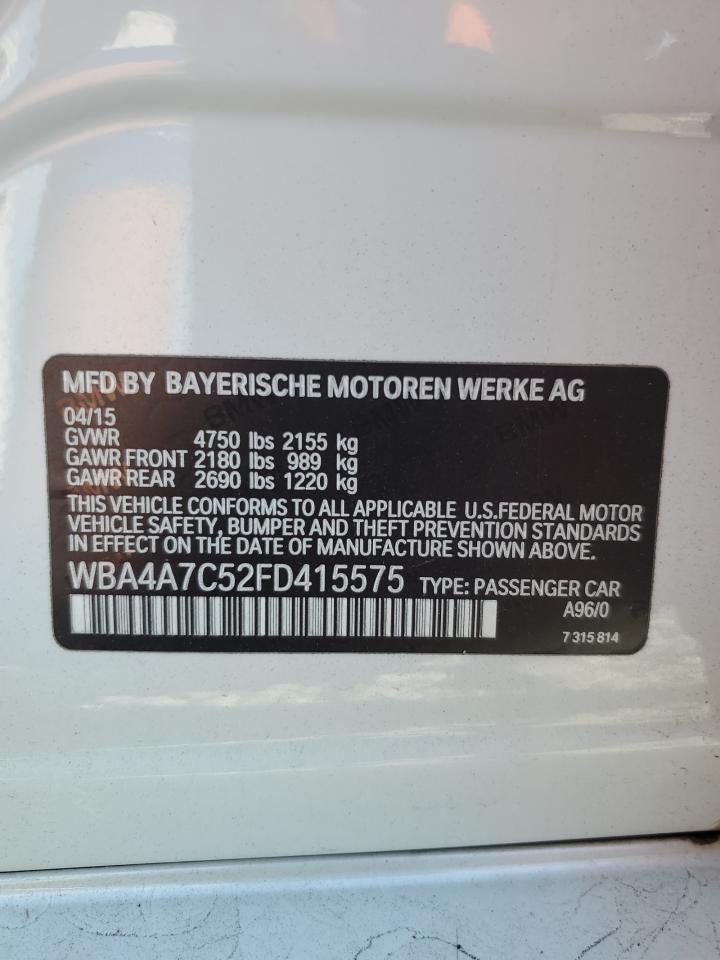 MFD BY BAYERISCHE MOTOREN WERKE AG
04/15
GVWR 4750 lbs 2155 kg
GAWR FRONT 2180 lbs 989 kg
GAWR REAR 2690 lbs 1220 kg
THIS VEHICLE CONFORMS TO ALL APPLICABLE U.S.FEDERAL MOTOR
VEHICLE SAFETY, BUMPER AND THEFT PREVENTION STANDARDS
IN EFFECT ON THE DATE OF MANUFACTURE SHOWN ABOVE.
WBA4A7C52FD415575 TYPE: PASSENGER CAR
A96/0
7 315 814